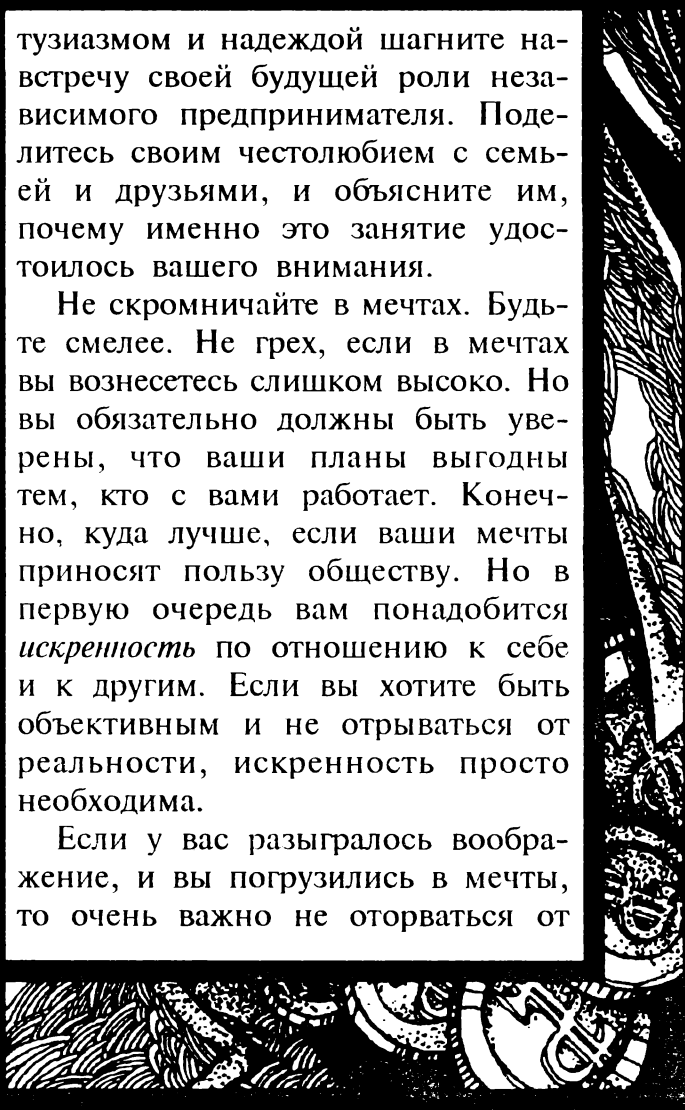 тузиазмом и надеждой шагните на-
встречу своей будущей роли неза-
висимого предпринимателя. Поде-
литесь своим честолюбием с семь-
ей и друзьями, и объясните им,
почему именно это занятие удос-
тоилось вашего внимания.
Не скромничайте в мечтах. Будь-
те смелее. Не грех, если в мечтах
вы вознесетесь слишком высоко. Но
вы обязательно должны быть уве-
рены, что ваши планы выгодны
тем, кто с вами работает. Конеч-
но, куда лучше, если ваши мечты
приносят пользу обществу. Но в
первую очередь вам понадобится
искренность по отношению к себе
и к другим. Если вы хотите быть
объективным и не отрываться от
реальности, искренность просто
необходима.
Если у вас разыгралось вообра-
жение, и вы погрузились в мечты,
то очень важно не оторваться от